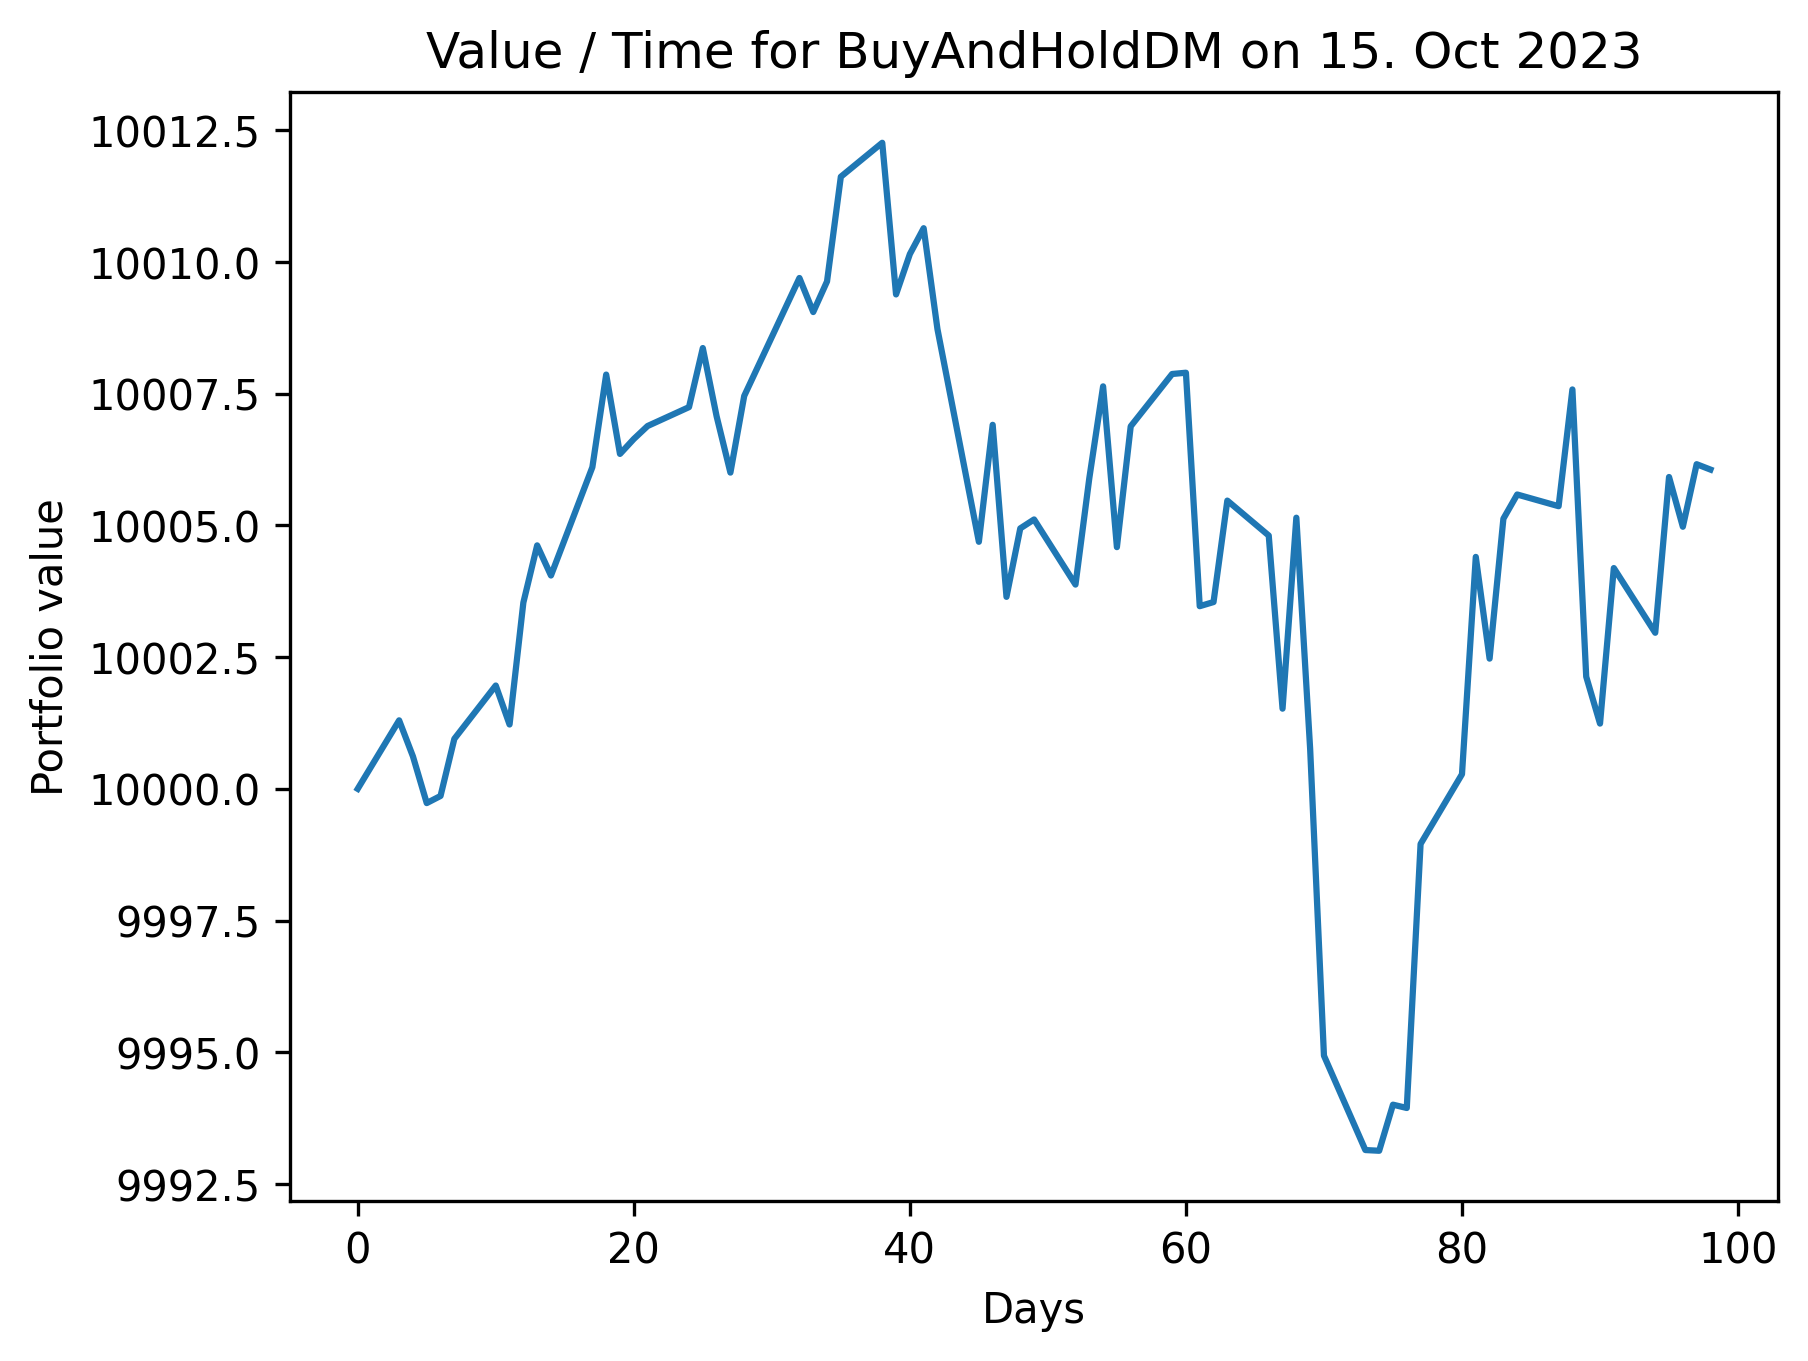 Value / Time for BuyAndHoldDM on 15. Oct 2023
10012.5
10010.0
10007.5
10005.0
10002.5
10000.0
9997.5
9995.0
9992.5
Portfolio value
0 20 40 60 80 100
Days